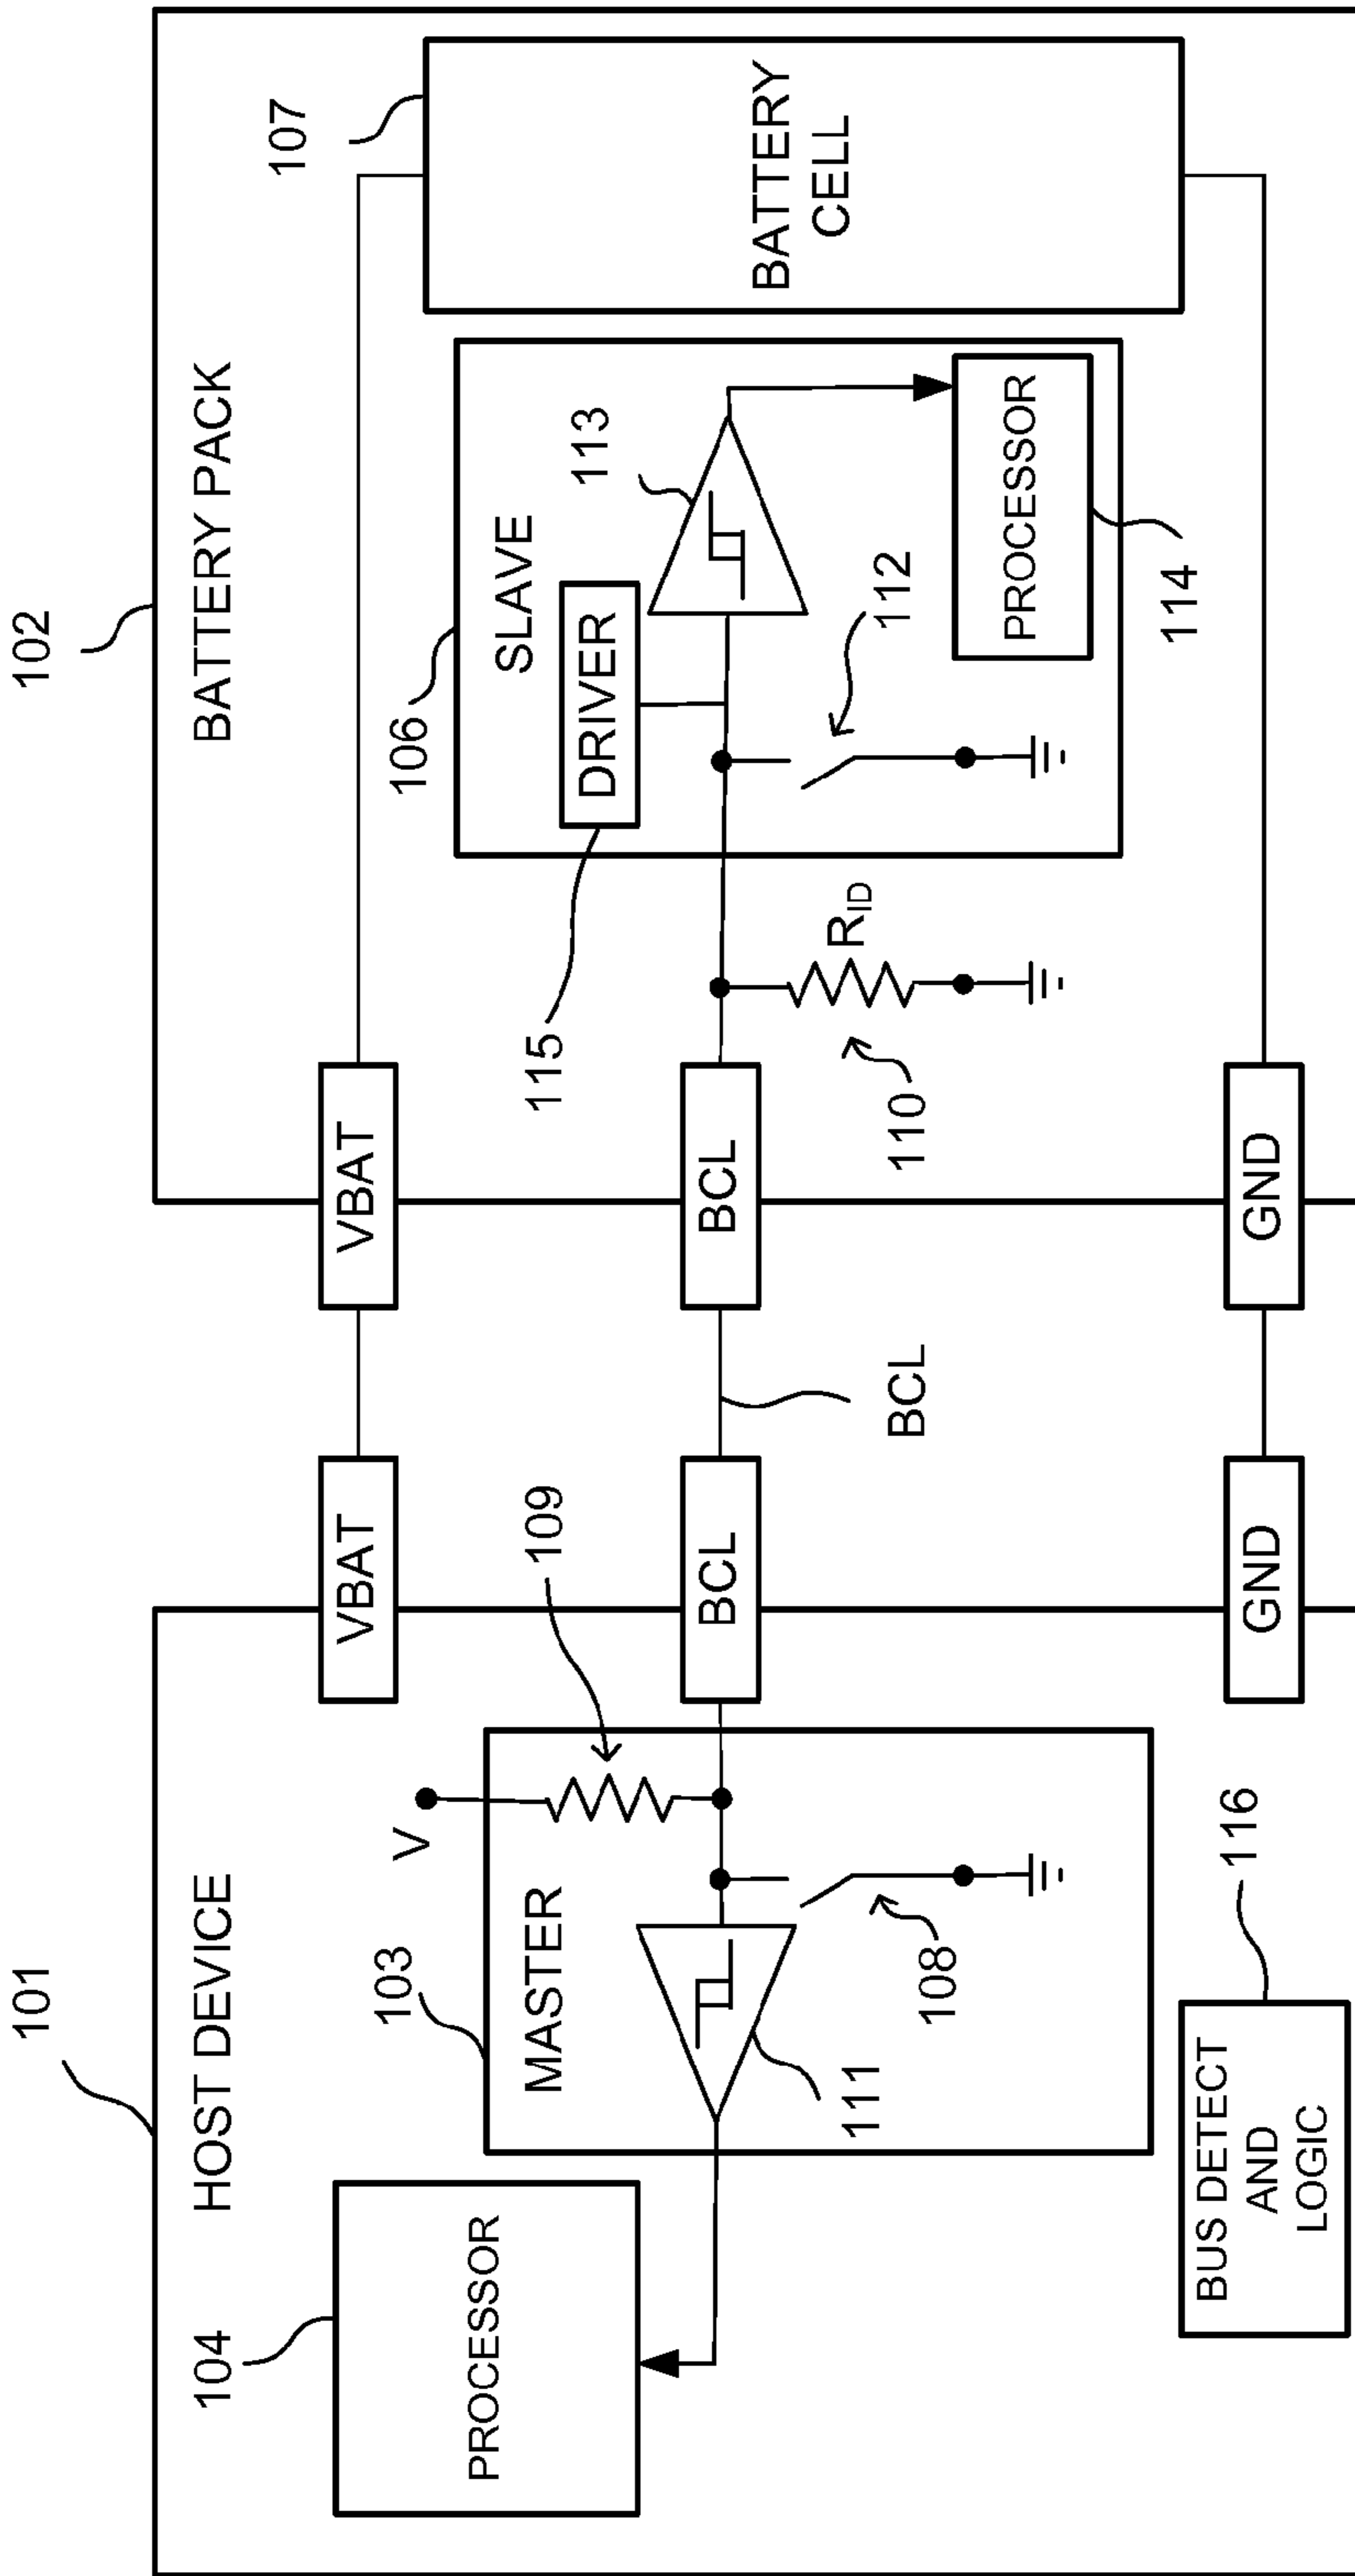 101
102
HOST DEVICE
BATTERY PACK
104
PROCESSOR
103
MASTER
V
109
111
108
BUS DETECT
AND
LOGIC
116
VBAT
BCL
GND
BCL
VBAT
BCL
GND
115
110
R_ID
106
SLAVE
DRIVER
113
112
PROCESSOR
114
107
BATTERY
CELL